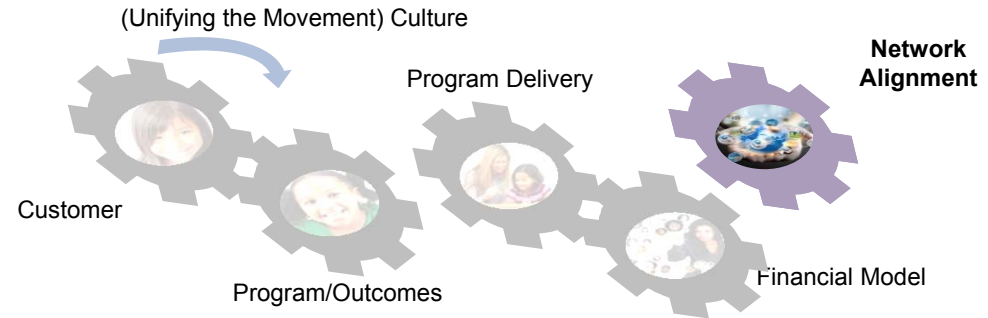 (Unifying the Movement) Culture
Network
Alignment
Program Delivery
Customer
Financial Model
Program/Outcomes